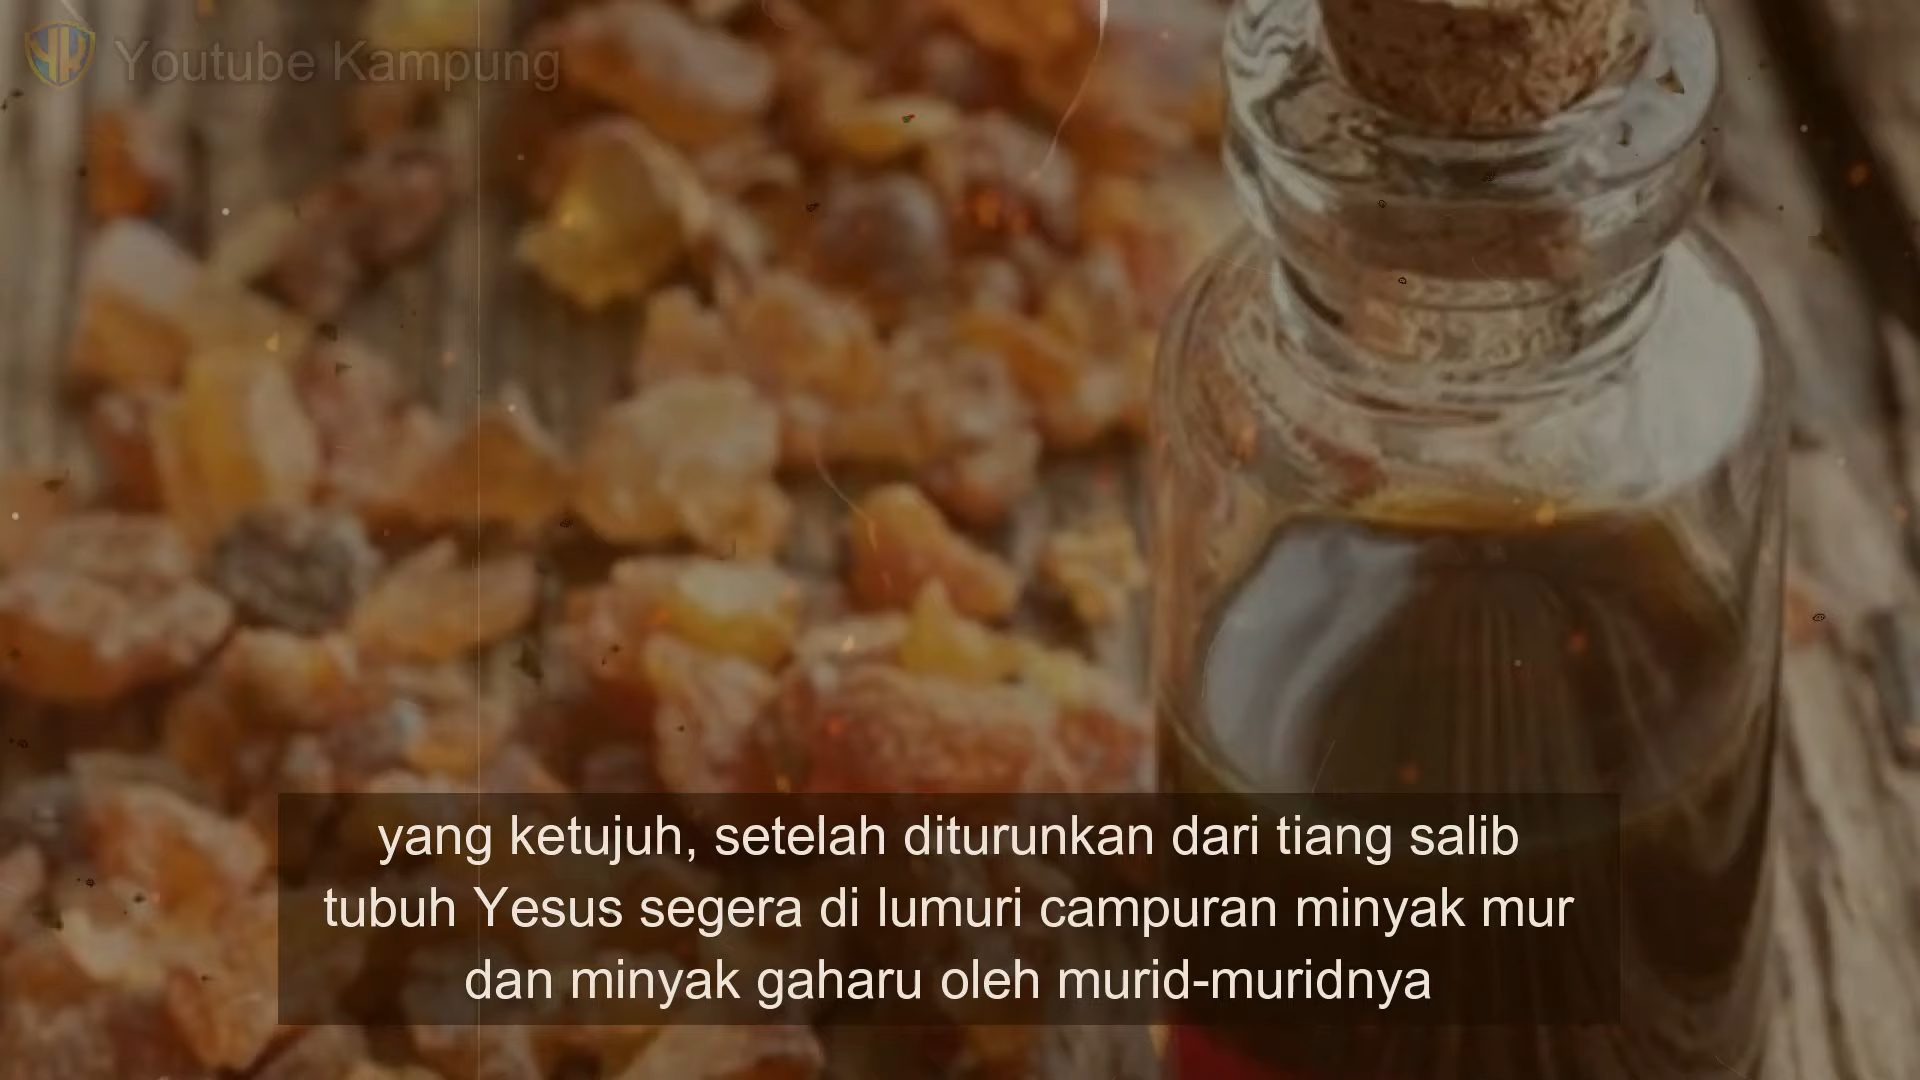 Youtube Kampung
yang ketujuh, setelah diturunkan dari tiang salib
tubuh Yesus segera di lumuri campuran minyak mur
dan minyak gaharu oleh murid-muridnya